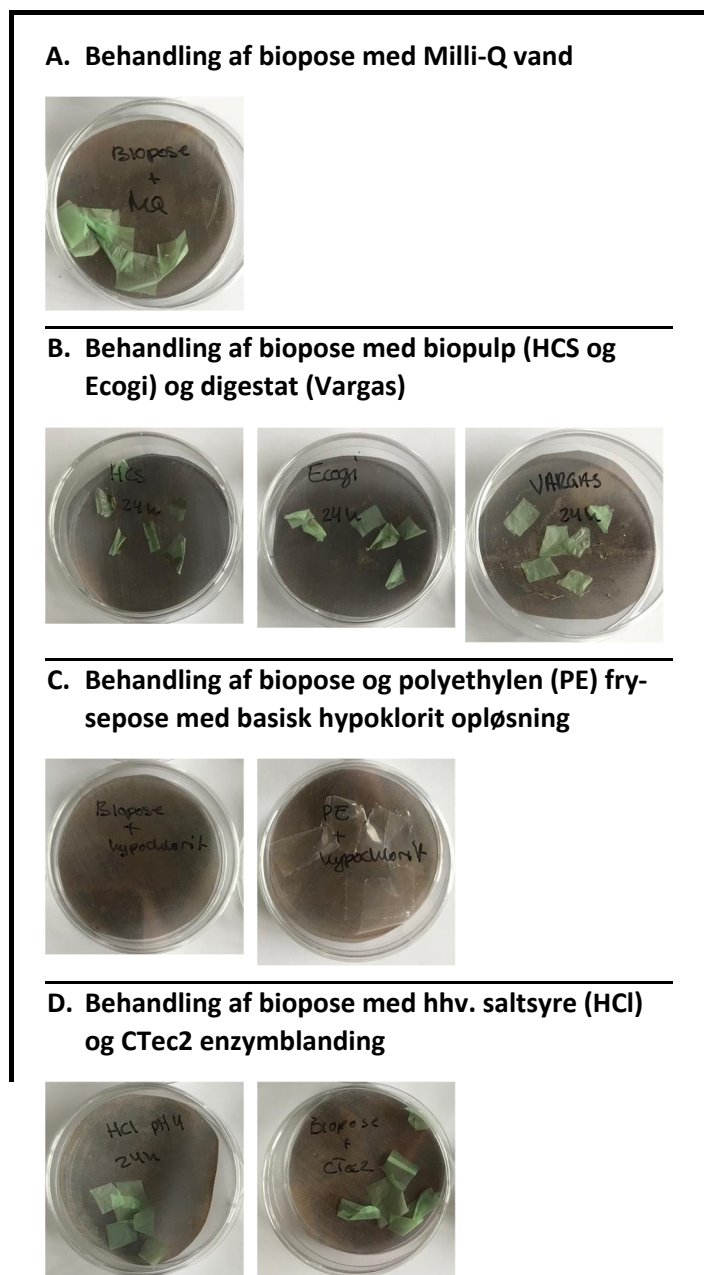 A. Behandling af biopose med Milli-Q vand
Biopose
+
MQ
B. Behandling af biopose med biopulp (HCS og
Ecogi) og digestat (Vargas)
HCS
24h
Ecogi
24h
VARGAS
24h
C. Behandling af biopose og polyethylen (PE) fry-
sepose med basisk hypoklorit opløsning
Biopose
+
hypochlorit
PE
+
hypochlorit
D. Behandling af biopose med hhv. saltsyre (HCl)
og CTec2 enzymblanding
HCl pH4
24h
Biopose
+
CTec2